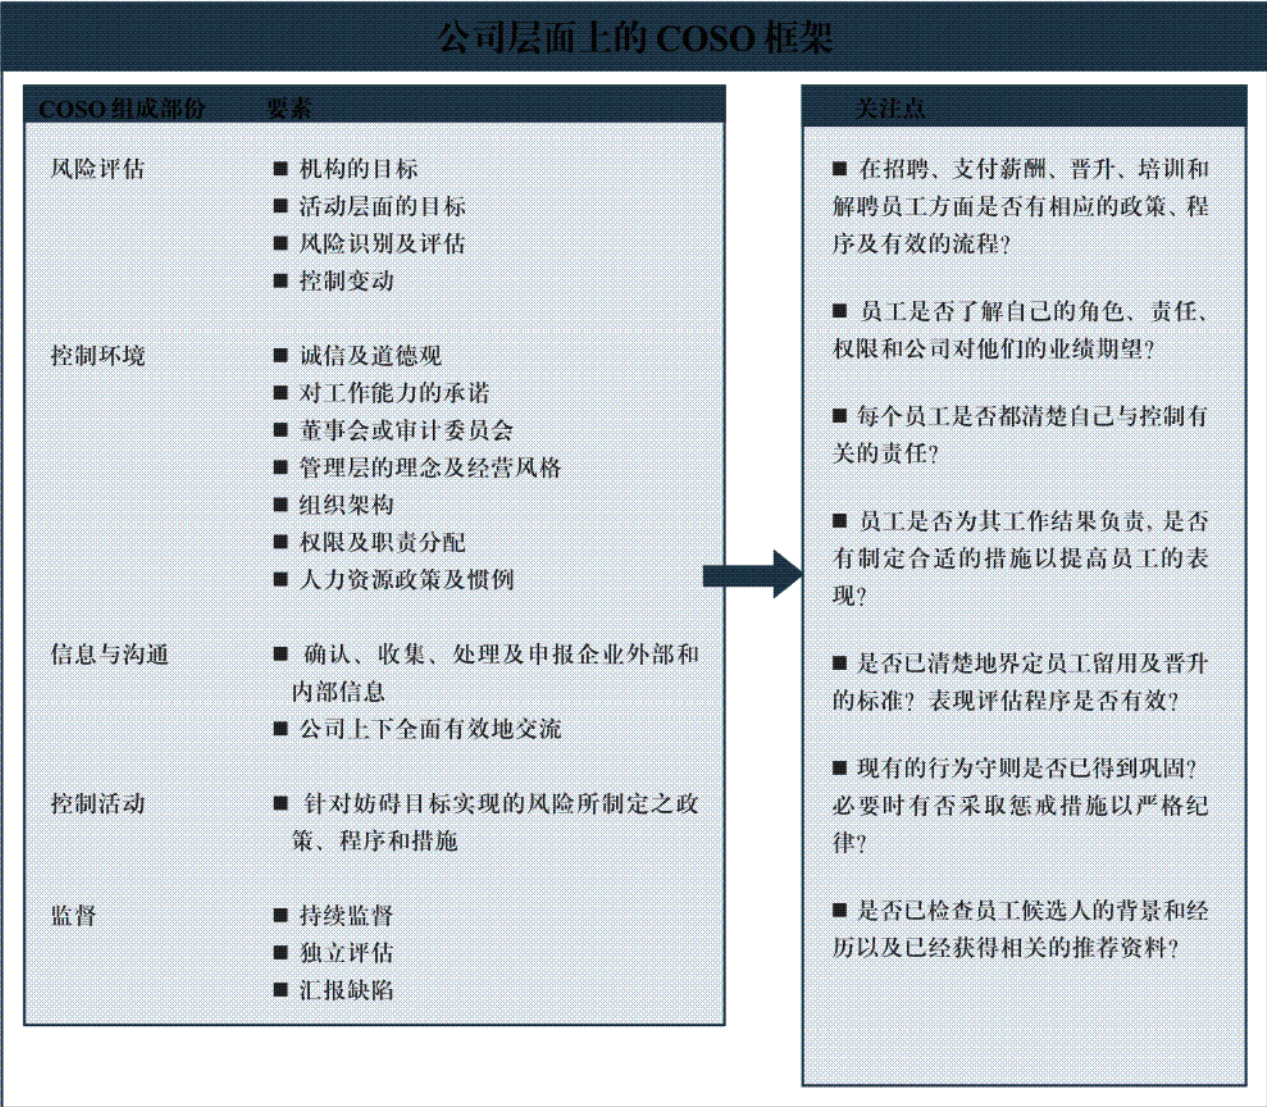 公司层面上的 COSO 框架
COSO 组成部份 要素
风险评估 ■ 机构的目标
■ 活动层面的目标
■ 风险识别及评估
■ 控制变动
控制环境 ■ 诚信及道德观
■ 对工作能力的承诺
■ 董事会或审计委员会
■ 管理层的理念及经营风格
■ 组织架构
■ 权限及职责分配
■ 人力资源政策及惯例
信息与沟通 ■ 确认、收集、处理及申报企业外部和
内部信息
■ 公司上下全面有效地交流
控制活动 ■ 针对妨碍目标实现的风险所制定之政
策、程序和措施
监督 ■ 持续监督
■ 独立评估
■ 汇报缺陷
关注点
■ 在招聘、支付薪酬、晋升、培训和
解聘员工方面是否有相应的政策、程
序及有效的流程?
■ 员工是否了解自己的角色、责任、
权限和公司对他们的业绩期望?
■ 每个员工是否都清楚自己与控制有
关的责任?
■ 员工是否为其工作结果负责, 是否
有制定合适的措施以提高员工的表
现?
■ 是否已清楚地界定员工留用及晋升
的标准? 表现评估程序是否有效?
■ 现有的行为守则是否已得到巩固?
必要时有否采取惩戒措施以严格纪
律?
■ 是否已检查员工候选人的背景和经
历以及已经获得相关的推荐资料?